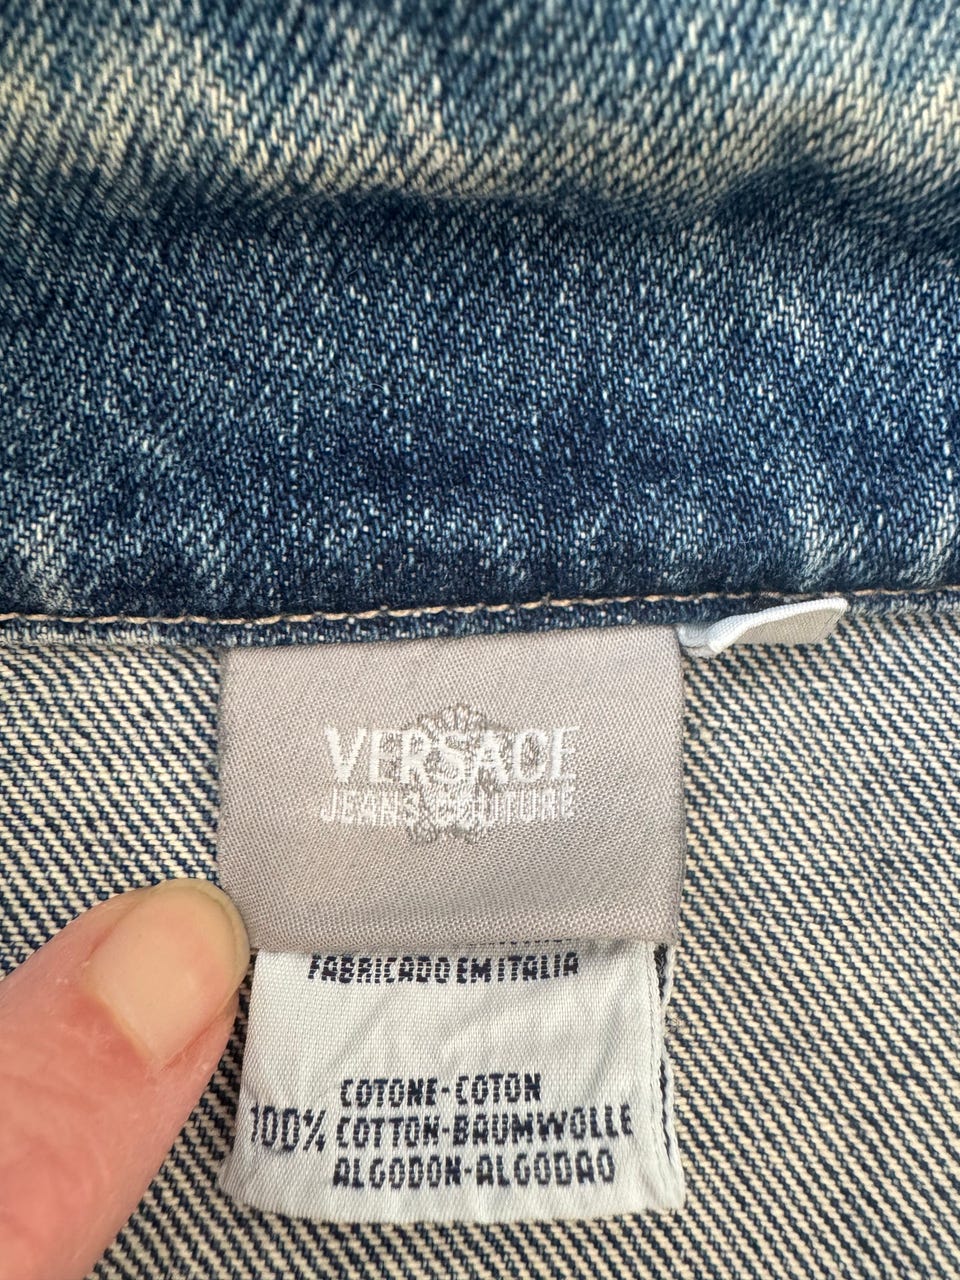 VERSACE
JEANS COUTURE
FABRICADO EM ITALIA
COTONE-COTON
100% COTTON-BAUMWOLLE
ALGODON-ALGODAO